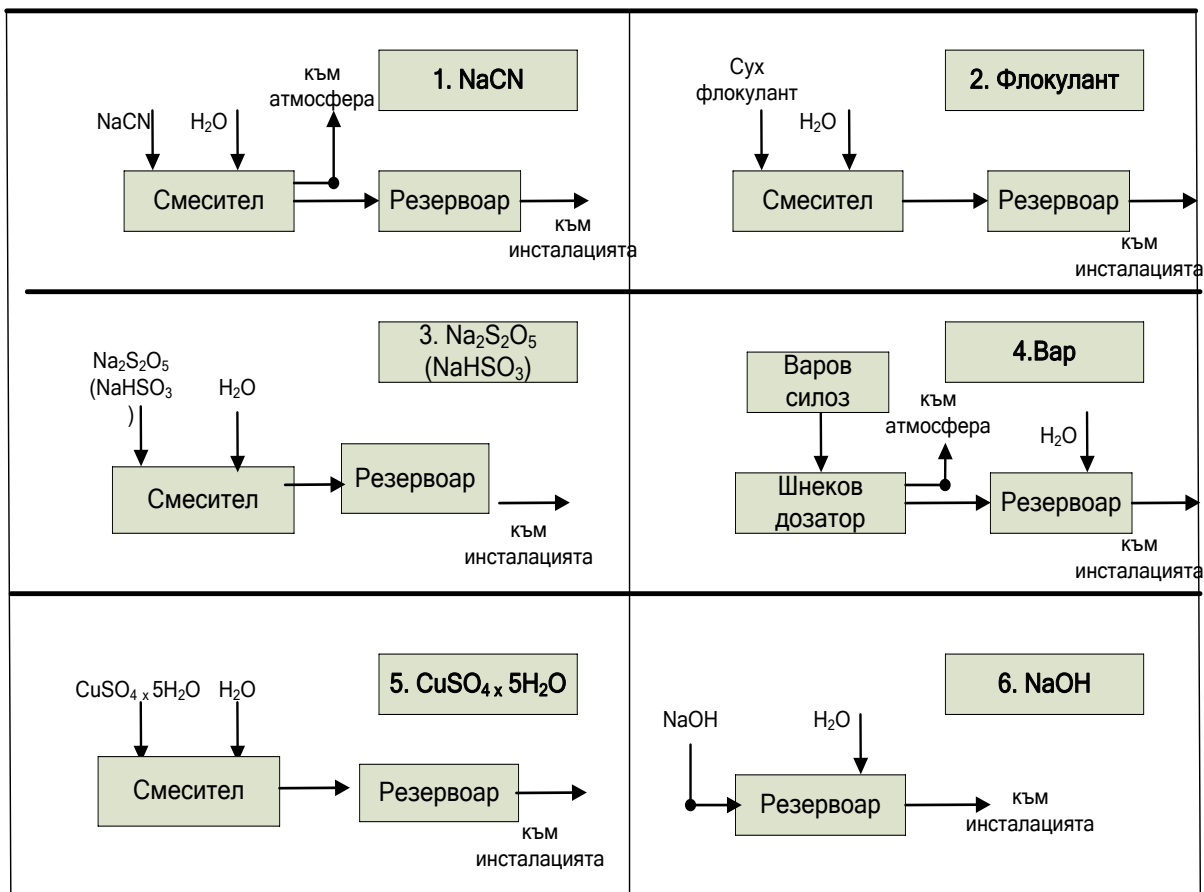 1. NaCN
към
атмосфера
NaCN
H₂O
Смесител
Резервоар
към
инсталацията
2. Флокулант
Сух
флокулант
H₂O
Смесител
Резервоар
към
инсталацията
3. Na₂S₂O₅
(NaHSO₃)
Na₂S₂O₅
(NaHSO₃
)
H₂O
Смесител
Резервоар
към
инсталацията
4.Вар
Варов
силоз
към
атмосфера
H₂O
Шнеков
дозатор
Резервоар
към
инсталацията
5. CuSO₄ ₓ 5H₂O
CuSO₄ ₓ 5H₂O
H₂O
Смесител
Резервоар
към
инсталацията
6. NaOH
NaOH
H₂O
Резервоар
към
инсталацията